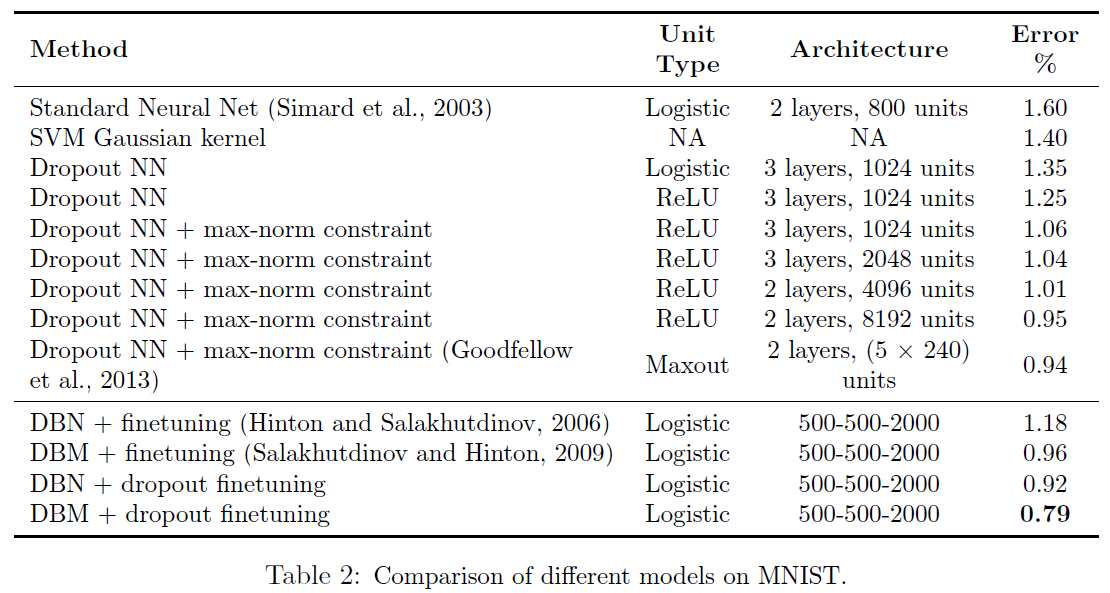 Method Unit Type Architecture Error %
Standard Neural Net (Simard et al., 2003) Logistic 2 layers, 800 units 1.60
SVM Gaussian kernel NA NA 1.40
Dropout NN Logistic 3 layers, 1024 units 1.35
Dropout NN ReLU 3 layers, 1024 units 1.25
Dropout NN + max-norm constraint ReLU 3 layers, 1024 units 1.06
Dropout NN + max-norm constraint ReLU 3 layers, 2048 units 1.04
Dropout NN + max-norm constraint ReLU 2 layers, 4096 units 1.01
Dropout NN + max-norm constraint ReLU 2 layers, 8192 units 0.95
Dropout NN + max-norm constraint (Goodfellow et al., 2013) Maxout 2 layers, (5 × 240) units 0.94
DBN + finetuning (Hinton and Salakhutdinov, 2006) Logistic 500-500-2000 1.18
DBM + finetuning (Salakhutdinov and Hinton, 2009) Logistic 500-500-2000 0.96
DBN + dropout finetuning Logistic 500-500-2000 0.92
DBM + dropout finetuning Logistic 500-500-2000 0.79
Table 2: Comparison of different models on MNIST.